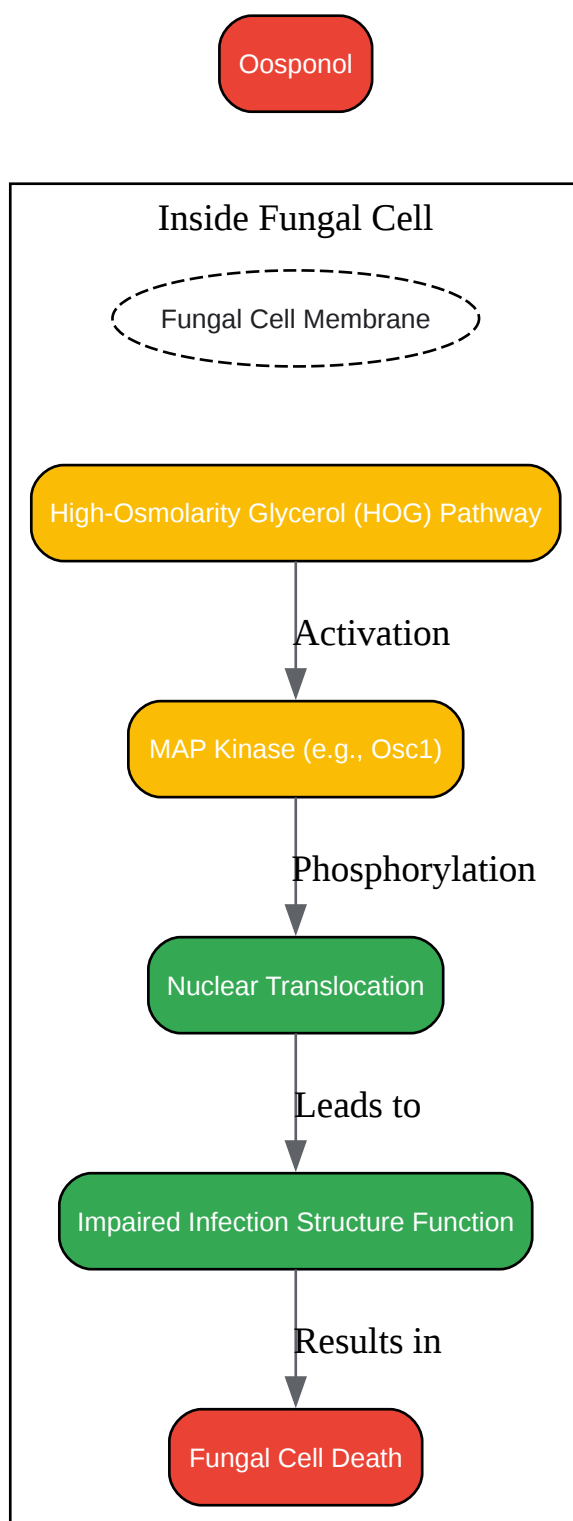 Oosponol
Inside Fungal Cell
Fungal Cell Membrane
High-Osmolarity Glycerol (HOG) Pathway
Activation
MAP Kinase (e.g., Osc1)
Phosphorylation
Nuclear Translocation
Leads to
Impaired Infection Structure Function
Results in
Fungal Cell Death